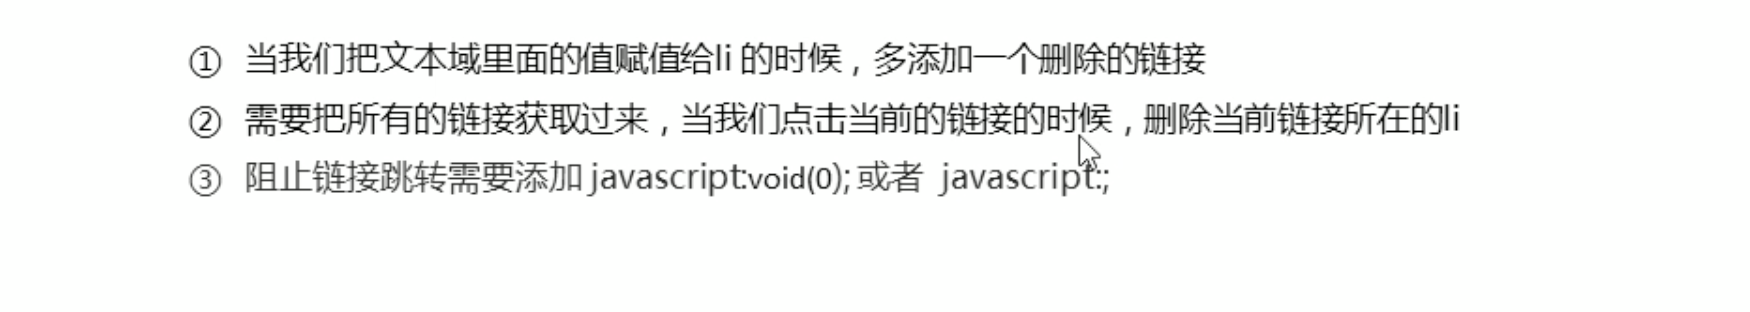 ① 当我们把文本域里面的值赋值给li 的时候，多添加一个删除的链接
② 需要把所有的链接获取过来，当我们点击当前的链接的时候，删除当前链接所在的li
③ 阻止链接跳转需要添加 javascript:void(0); 或者 javascript:;